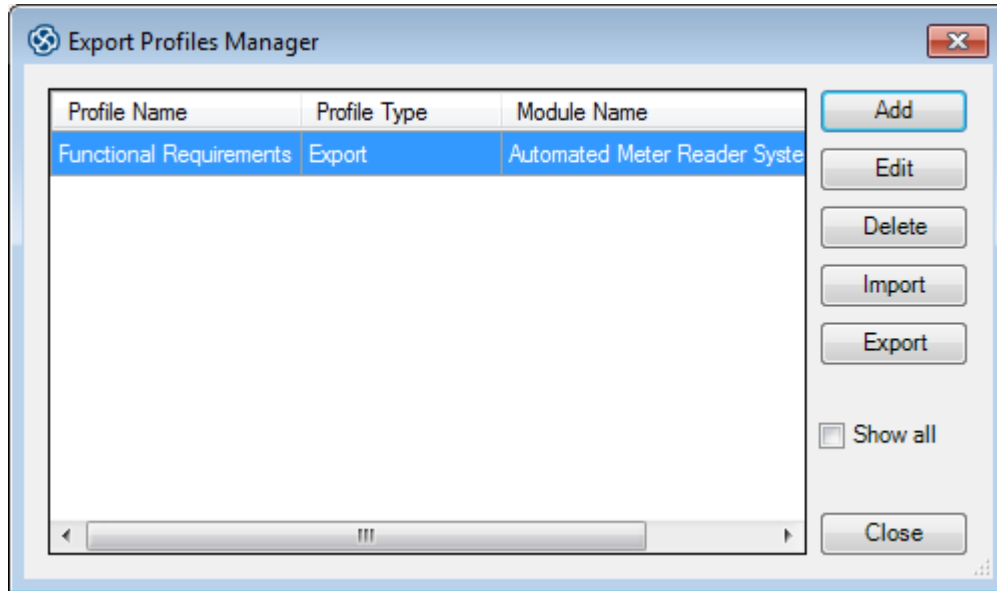 Export Profiles Manager
Profile Name Profile Type Module Name
Functional Requirements Export Automated Meter Reader Syste
Add
Edit
Delete
Import
Export
Show all
Close